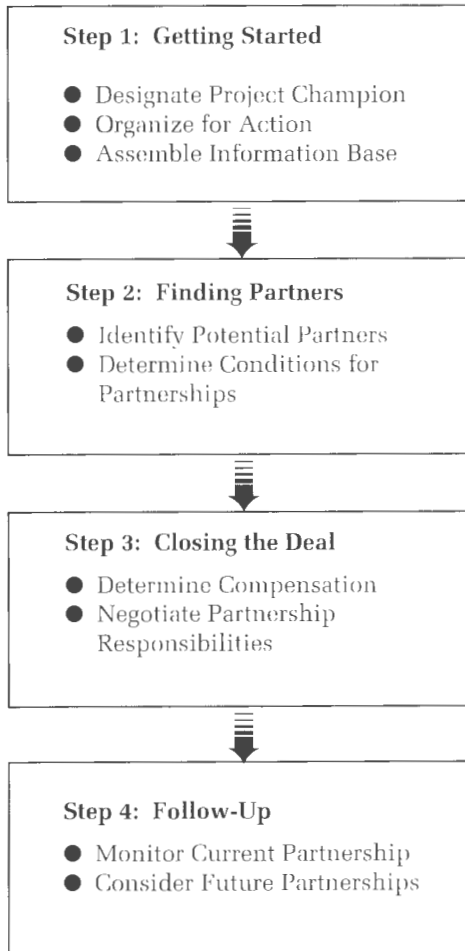 Step 1: Getting Started
● Designate Project Champion
● Organize for Action
● Assemble Information Base
Step 2: Finding Partners
● Identify Potential Partners
● Determine Conditions for
Partnerships
Step 3: Closing the Deal
● Determine Compensation
● Negotiate Partnership
Responsibilities
Step 4: Follow-Up
● Monitor Current Partnership
● Consider Future Partnerships